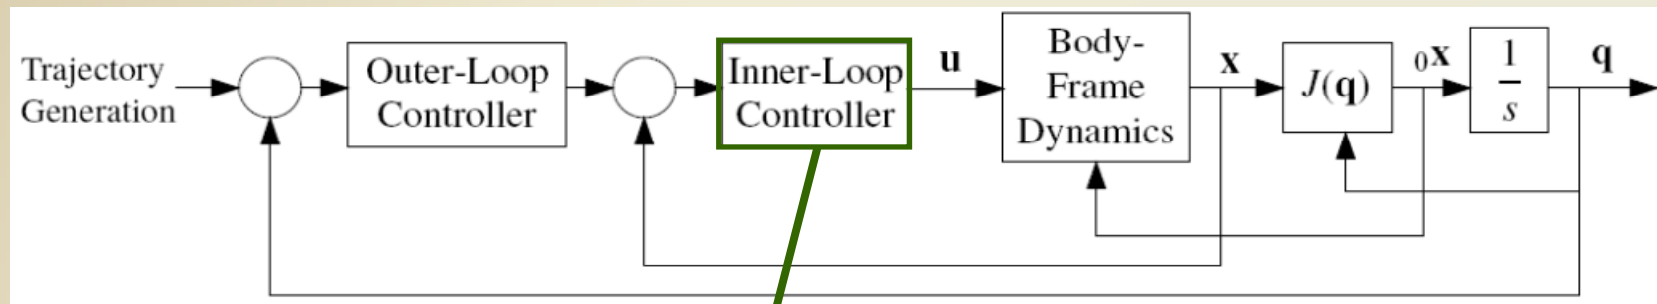 Trajectory
Generation
Outer-Loop
Controller
Inner-Loop
Controller
u
Body-
Frame
Dynamics
x
J(q)
₀x
1
s
q